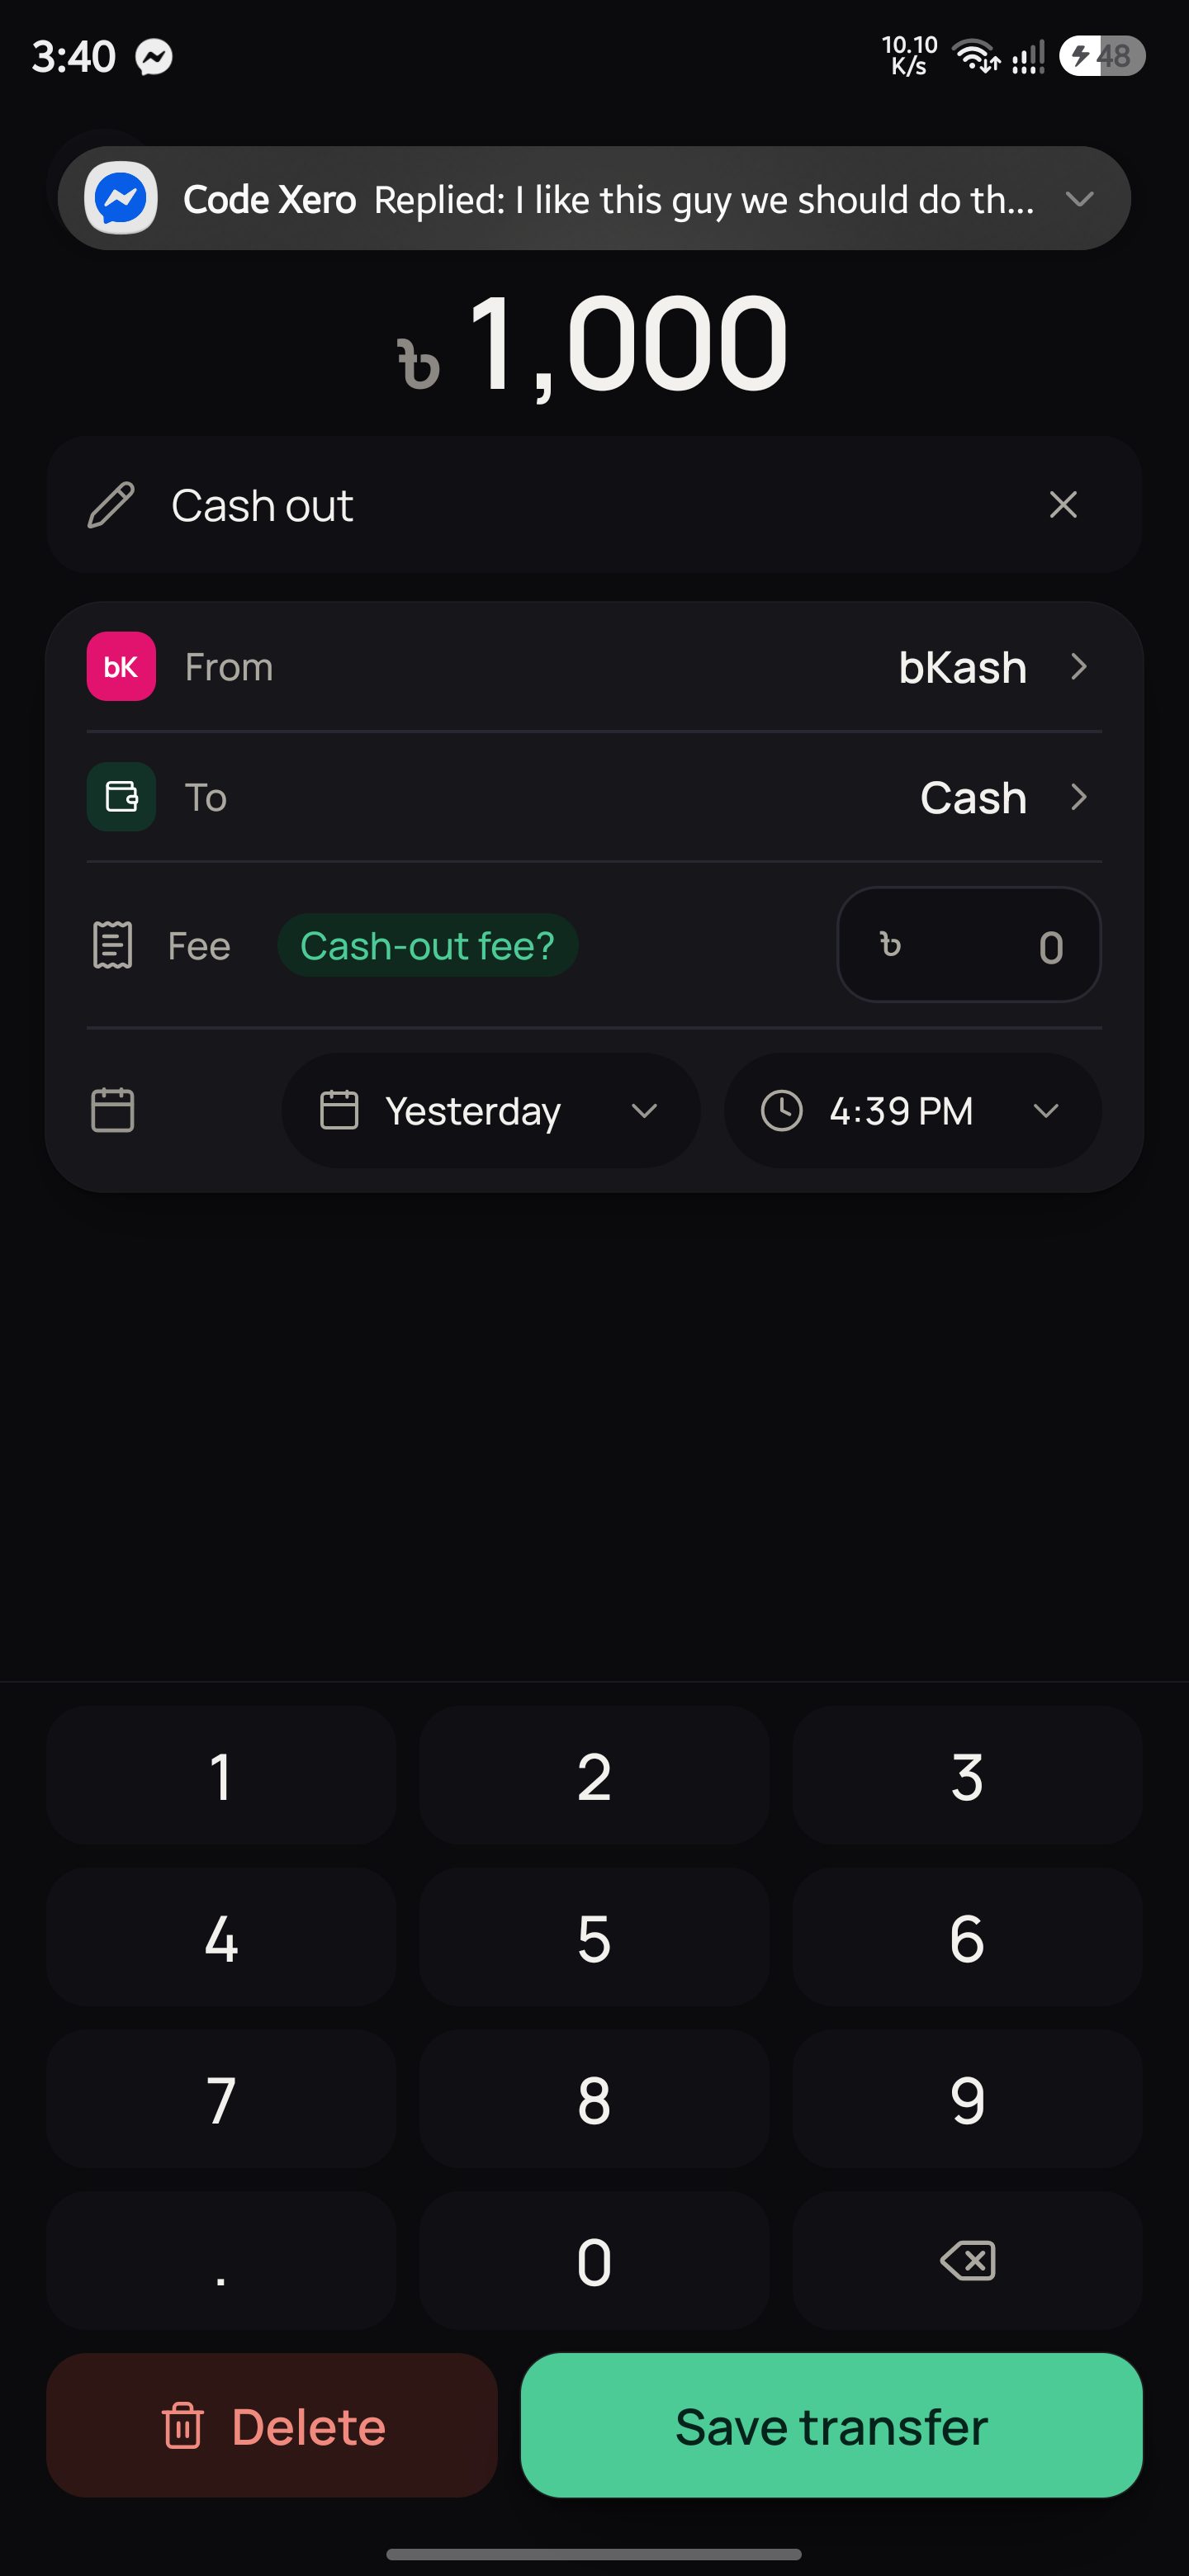 3:40
10.10
K/s
48
Code Xero Replied: I like this guy we should do th...
৳ 1,000
Cash out
bK From bKash
To Cash
Fee Cash-out fee? ৳ 0
Yesterday 4:39 PM
1 2 3
4 5 6
7 8 9
. 0
Delete Save transfer